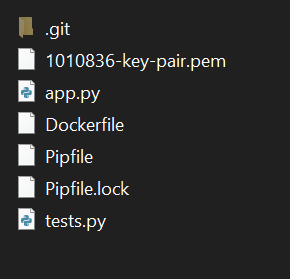 .git
1010836-key-pair.pem
app.py
Dockerfile
Pipfile
Pipfile.lock
tests.py